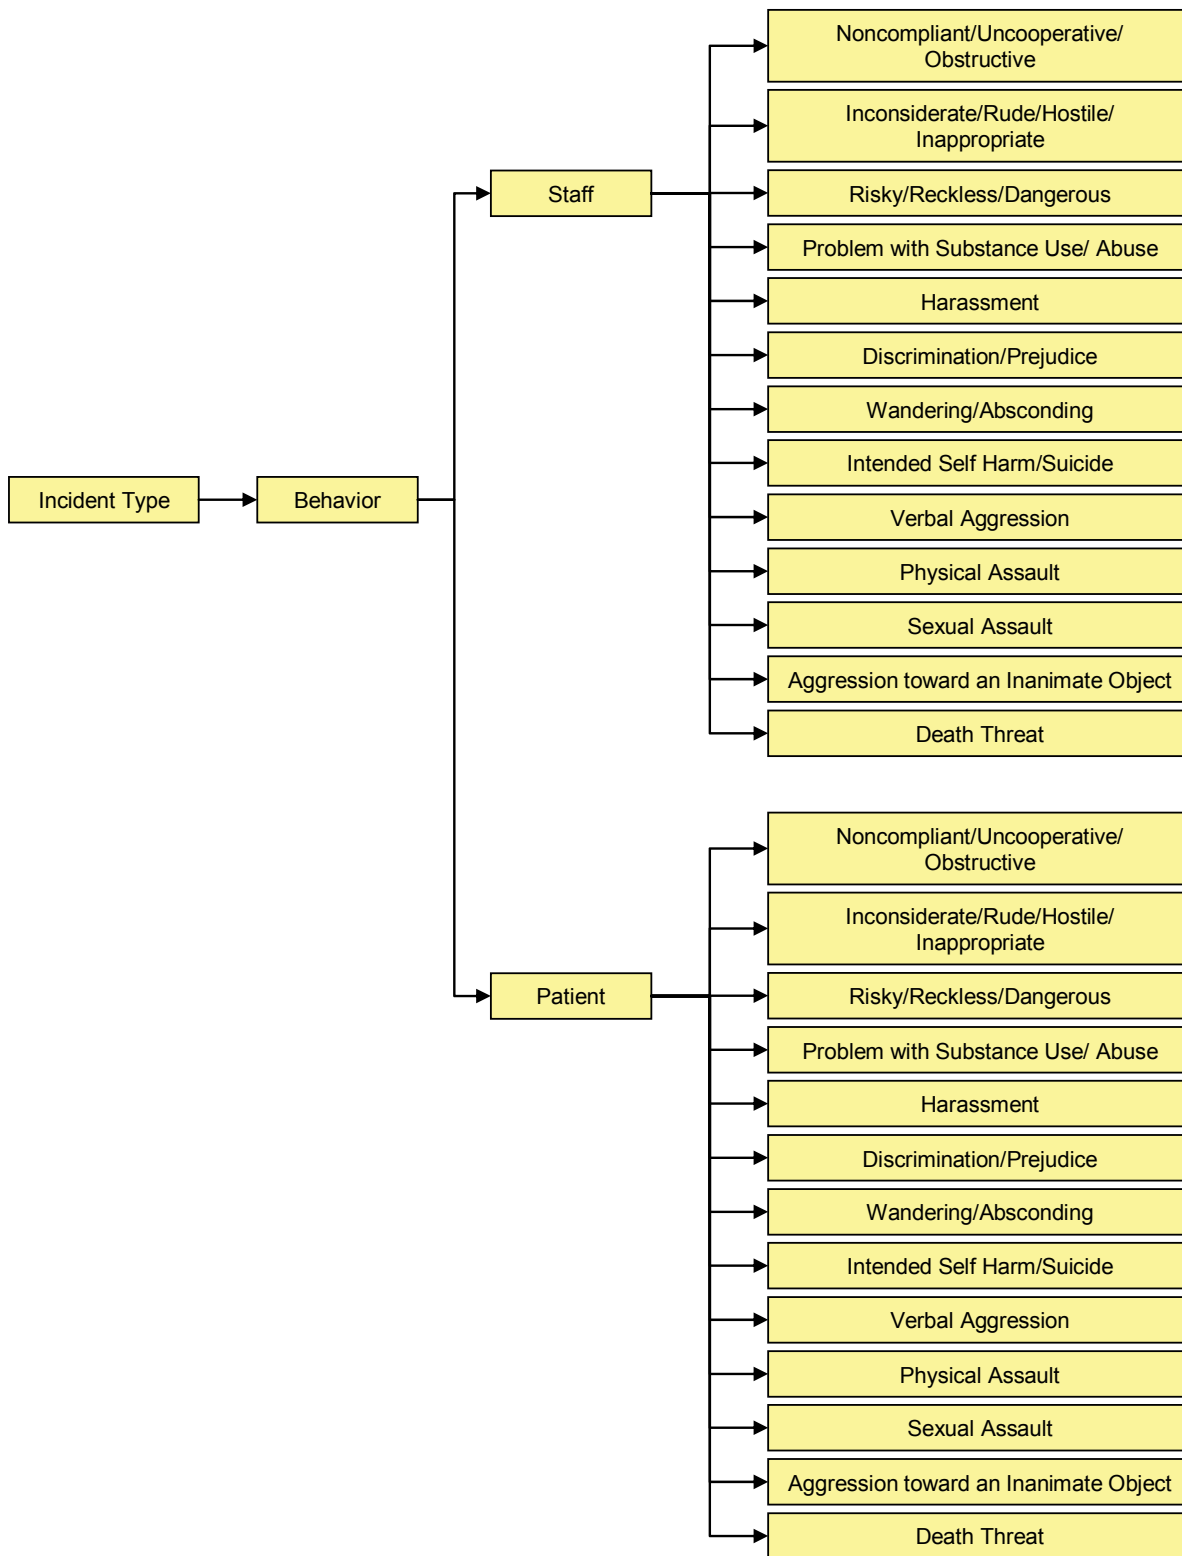 Noncompliant/Uncooperative/
Obstructive
Inconsiderate/Rude/Hostile/
Inappropriate
Staff
Risky/Reckless/Dangerous
Problem with Substance Use/ Abuse
Harassment
Discrimination/Prejudice
Wandering/Absconding
Intended Self Harm/Suicide
Incident Type
Behavior
Verbal Aggression
Physical Assault
Sexual Assault
Aggression toward an Inanimate Object
Death Threat
Noncompliant/Uncooperative/
Obstructive
Inconsiderate/Rude/Hostile/
Inappropriate
Patient
Risky/Reckless/Dangerous
Problem with Substance Use/ Abuse
Harassment
Discrimination/Prejudice
Wandering/Absconding
Intended Self Harm/Suicide
Verbal Aggression
Physical Assault
Sexual Assault
Aggression toward an Inanimate Object
Death Threat